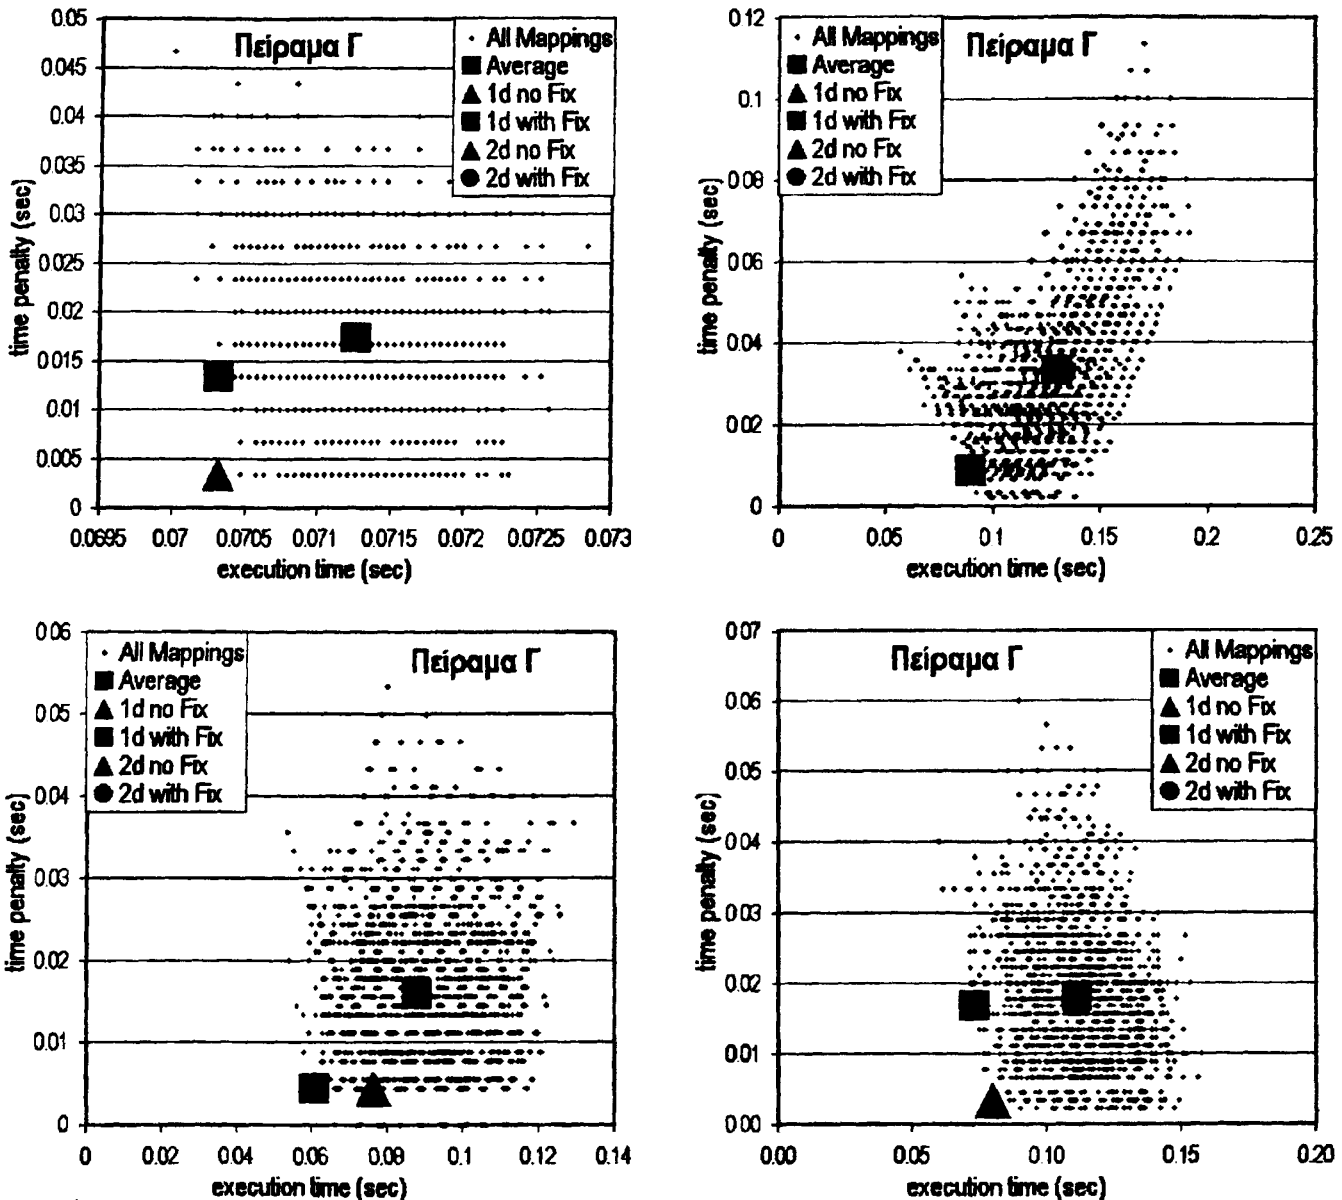 Πείραμα Γ
All Mappings
Average
1d no Fix
1d with Fix
2d no Fix
2d with Fix
0.05
0.045
0.04
0.035
0.03
0.025
0.02
0.015
0.01
0.005
0
time penalty (sec)
0.0695 0.07 0.0705 0.071 0.0715 0.072 0.0725 0.073
execution time (sec)
Πείραμα Γ
All Mappings
Average
1d no Fix
1d with Fix
2d no Fix
2d with Fix
0.12
0.1
0.08
0.06
0.04
0.02
0
time penalty (sec)
0 0.05 0.1 0.15 0.2 0.25
execution time (sec)
Πείραμα Γ
All Mappings
Average
1d no Fix
1d with Fix
2d no Fix
2d with Fix
0.06
0.05
0.04
0.03
0.02
0.01
0
time penalty (sec)
0 0.02 0.04 0.06 0.08 0.1 0.12 0.14
execution time (sec)
Πείραμα Γ
All Mappings
Average
1d no Fix
1d with Fix
2d no Fix
2d with Fix
0.07
0.06
0.05
0.04
0.03
0.02
0.01
0.00
time penalty (sec)
0.00 0.05 0.10 0.15 0.20
execution time (sec)